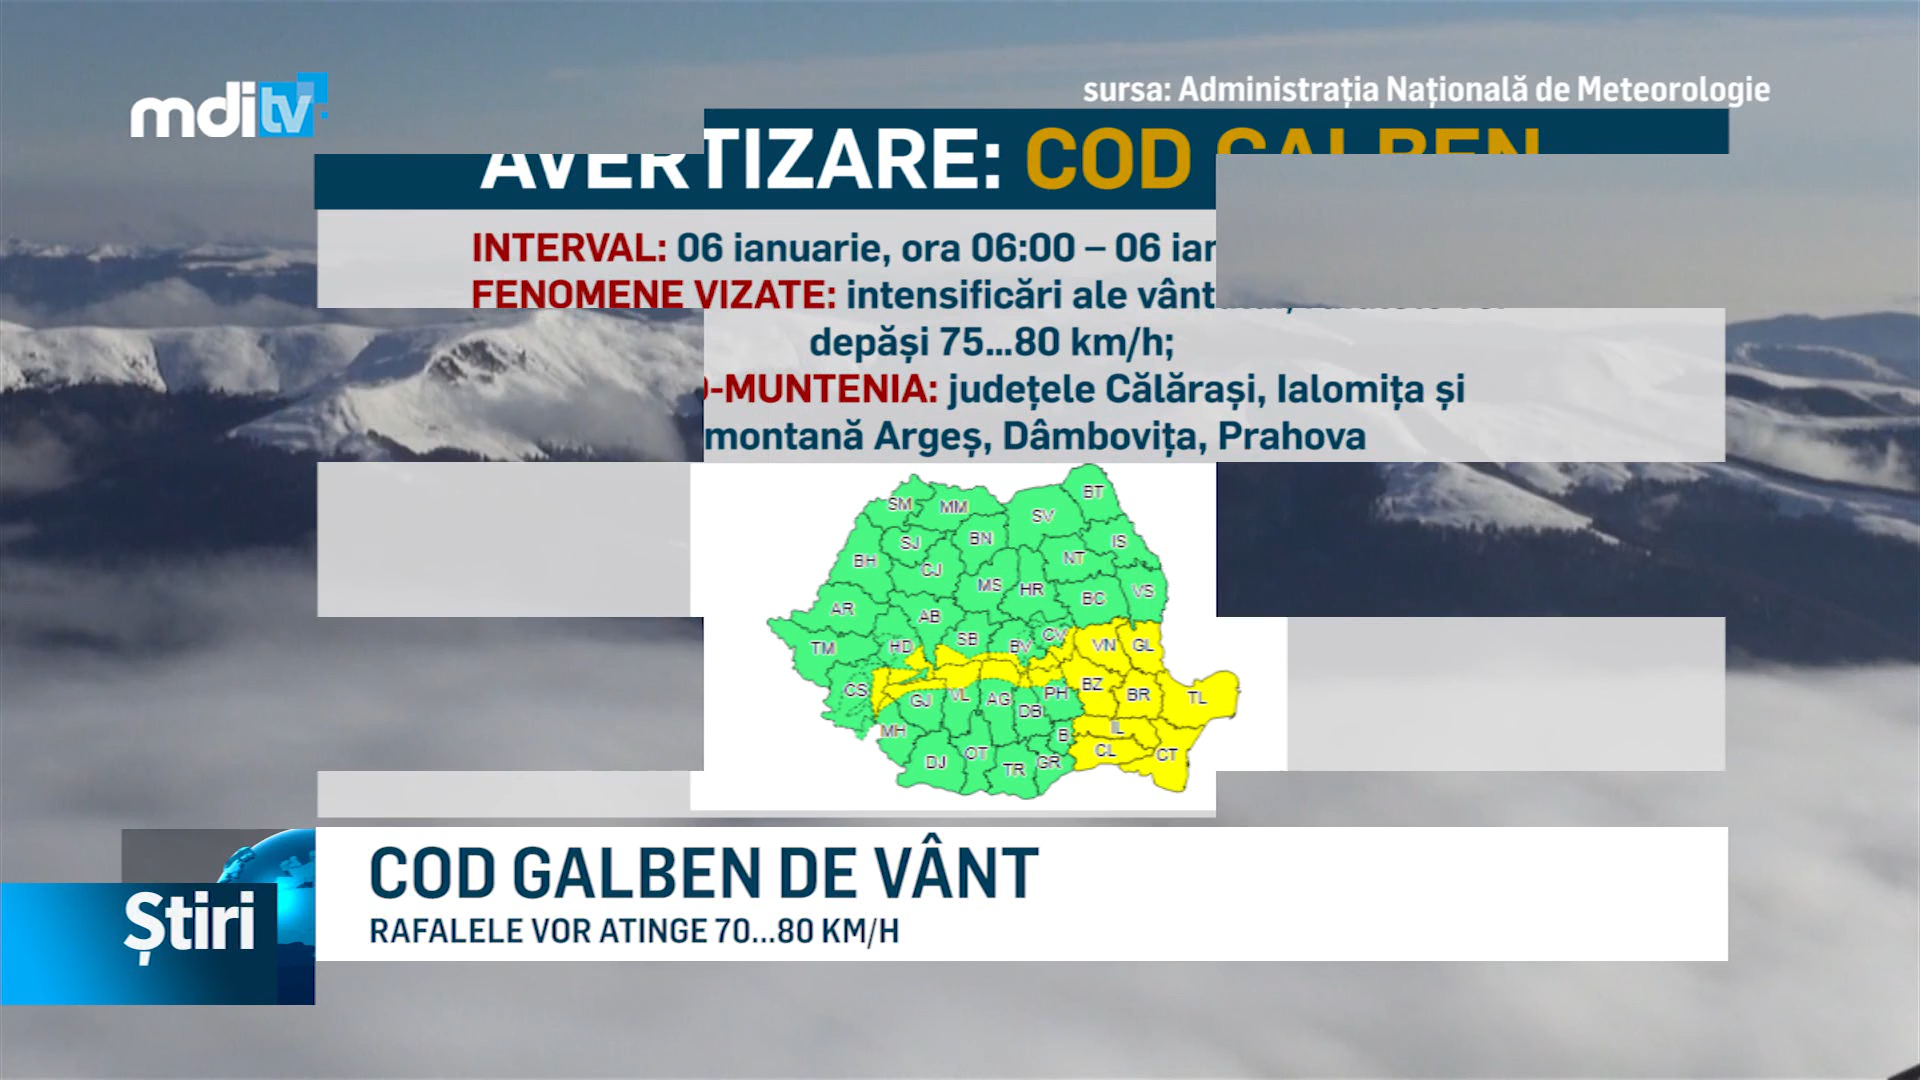 mditv
sursa: Administrația Națională de Meteorologie
AVERTIZARE: COD GALBEN
INTERVAL: 06 ianuarie, ora 06:00 – 06
FENOMENE VIZATE: intensificări ale
depăși 75...80 km/h;
-MUNTENIA: județele Călărași, Ialomița și
montană Argeș, Dâmbovița, Prahova
BT
SM MM SV
SJ BN IS
BH CJ NT
MS HR BC VS
AR AB
TM HD SB BV CV VN GL
CS GJ VL AG PH BZ BR TL
DB
MH B IL
DJ OT TR GR CL CT
Știri
COD GALBEN DE VÂNT
RAFALELE VOR ATINGE 70...80 KM/H